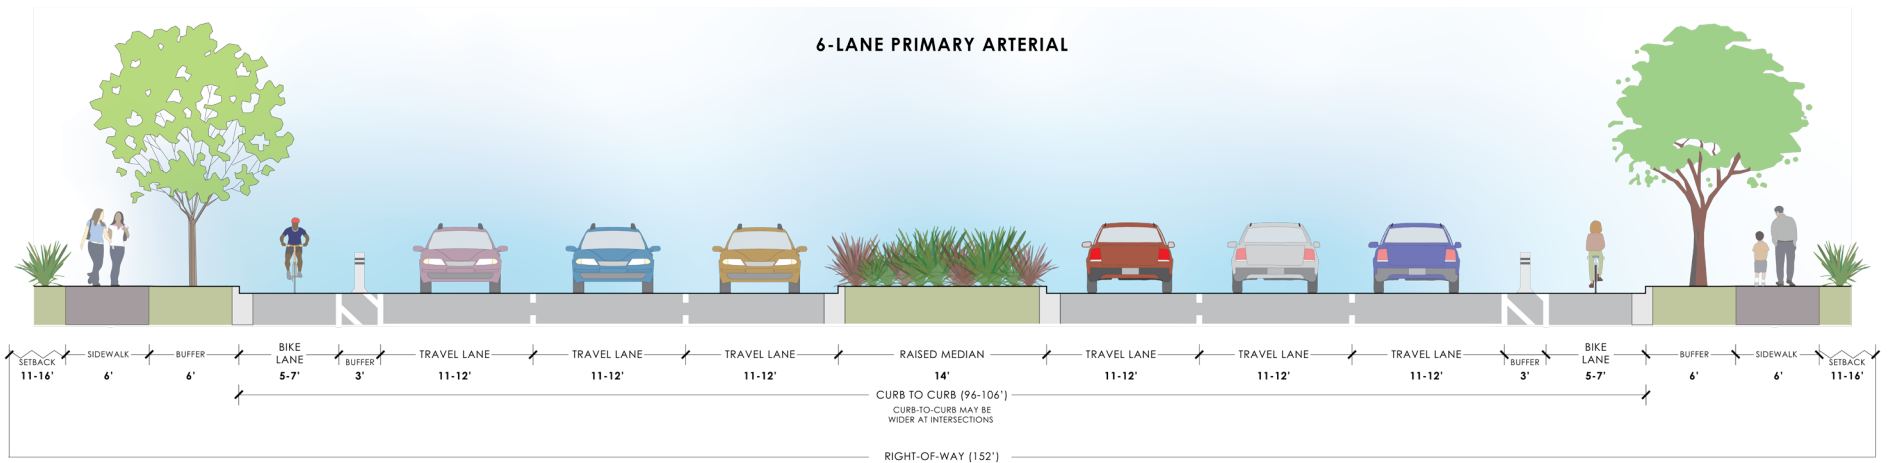 6-LANE PRIMARY ARTERIAL
SETBACK
11-16'
SIDEWALK
6'
BUFFER
6'
BIKE
LANE
5-7'
BUFFER
3'
TRAVEL LANE
11-12'
TRAVEL LANE
11-12'
TRAVEL LANE
11-12'
RAISED MEDIAN
14'
TRAVEL LANE
11-12'
TRAVEL LANE
11-12'
TRAVEL LANE
11-12'
BUFFER
3'
BIKE
LANE
5-7'
BUFFER
6'
SIDEWALK
6'
SETBACK
11-16'
CURB TO CURB (96-106')
CURB-TO-CURB MAY BE
WIDER AT INTERSECTIONS
RIGHT-OF-WAY (152')